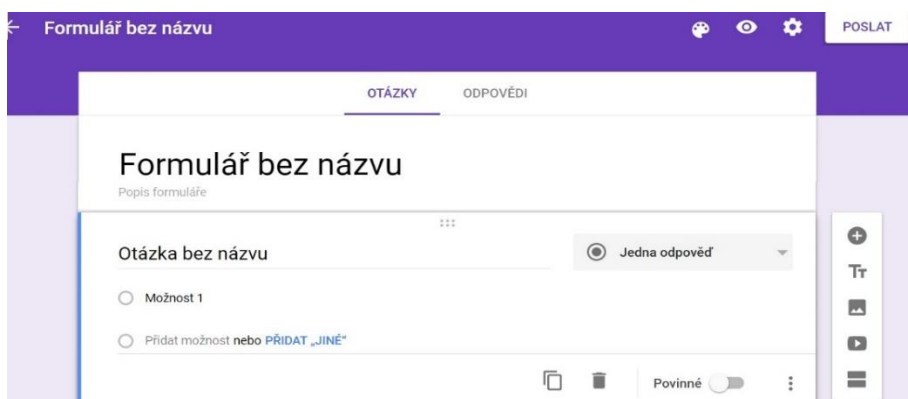 Formulář bez názvu
POSLAT
OTÁZKY ODPOVĚDI
Formulář bez názvu
Popis formuláře
Otázka bez názvu
Jedna odpověď
Možnost 1
Přidat možnost nebo PŘIDAT „JINÉ“
Povinné
Tт